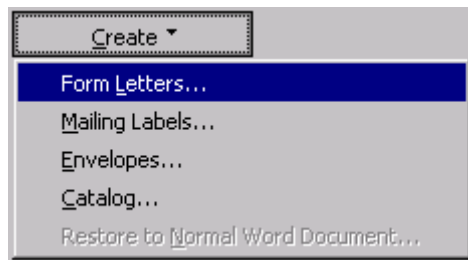 Create
Form Letters...
Mailing Labels...
Envelopes...
Catalog...
Restore to Normal Word Document...